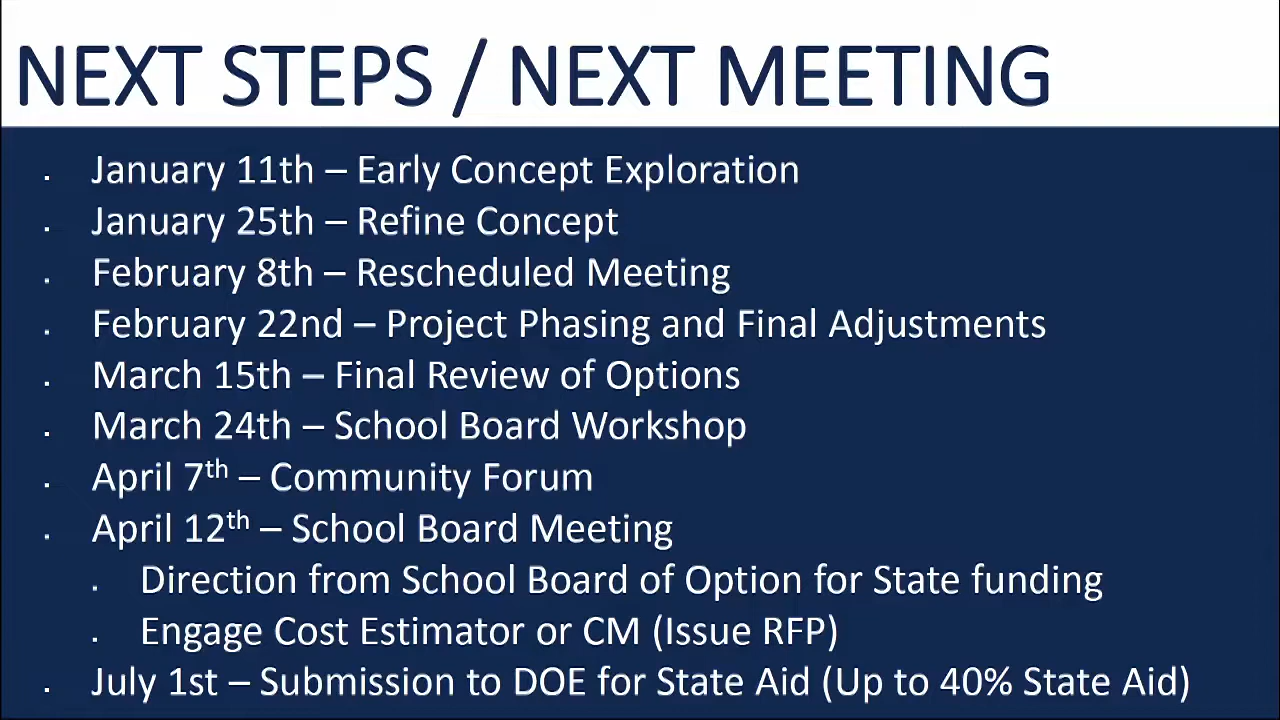 NEXT STEPS / NEXT MEETING
▪ January 11th – Early Concept Exploration
▪ January 25th – Refine Concept
▪ February 8th – Rescheduled Meeting
▪ February 22nd – Project Phasing and Final Adjustments
▪ March 15th – Final Review of Options
▪ March 24th – School Board Workshop
▪ April 7th – Community Forum
▪ April 12th – School Board Meeting
▪ Direction from School Board of Option for State funding
▪ Engage Cost Estimator or CM (Issue RFP)
▪ July 1st – Submission to DOE for State Aid (Up to 40% State Aid)